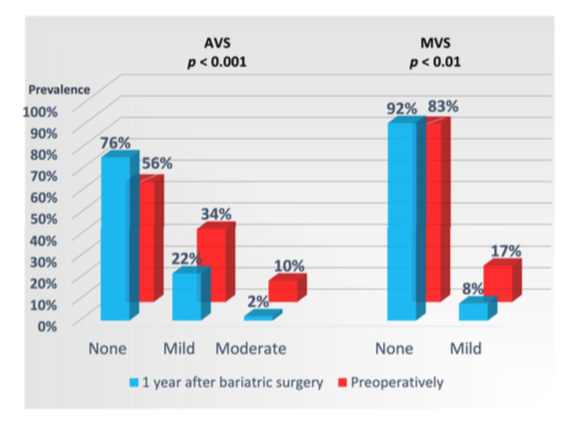 AVS
p < 0.001
MVS
p < 0.01
Prevalence
100%
90%
80%
70%
60%
50%
40%
30%
20%
10%
0%
76%
56%
22%
34%
2%
10%
92%
83%
8%
17%
None
Mild
Moderate
None
Mild
1 year after bariatric surgery
Preoperatively